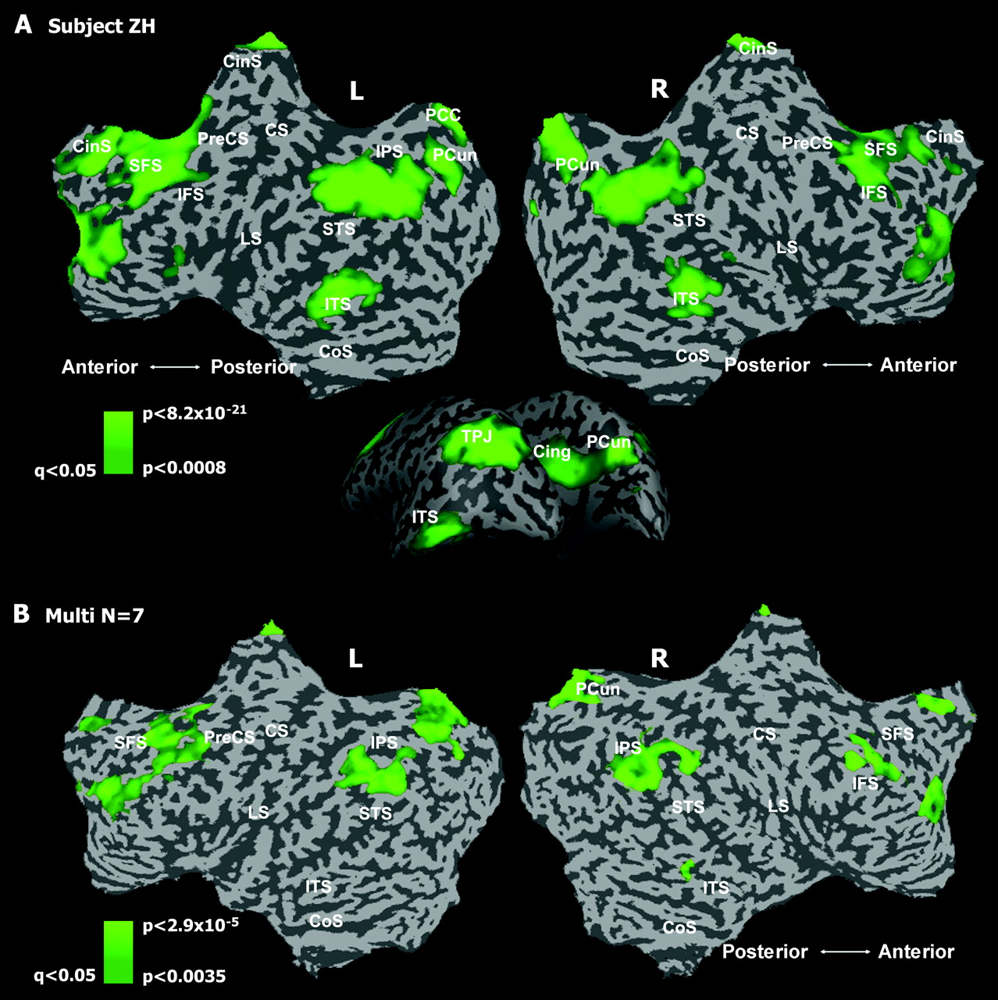 A Subject ZH
CinS
CinS
L
R
PCC
CS
CS
PreCS
PreCS
CinS
CinS
IPS
PCun
SFS
SFS
PCun
IFS
IFS
STS
STS
LS
LS
ITS
ITS
CoS
CoS
Anterior ⟷ Posterior
Posterior ⟷ Anterior
p<8.2x10⁻²¹
q<0.05
p<0.0008
TPJ
Cing
PCun
ITS
B Multi N=7
L
R
PCun
SFS
PreCS
CS
IPS
IPS
CS
SFS
IFS
LS
STS
STS
LS
ITS
ITS
CoS
CoS
p<2.9x10⁻⁵
q<0.05
p<0.0035
Posterior ⟷ Anterior